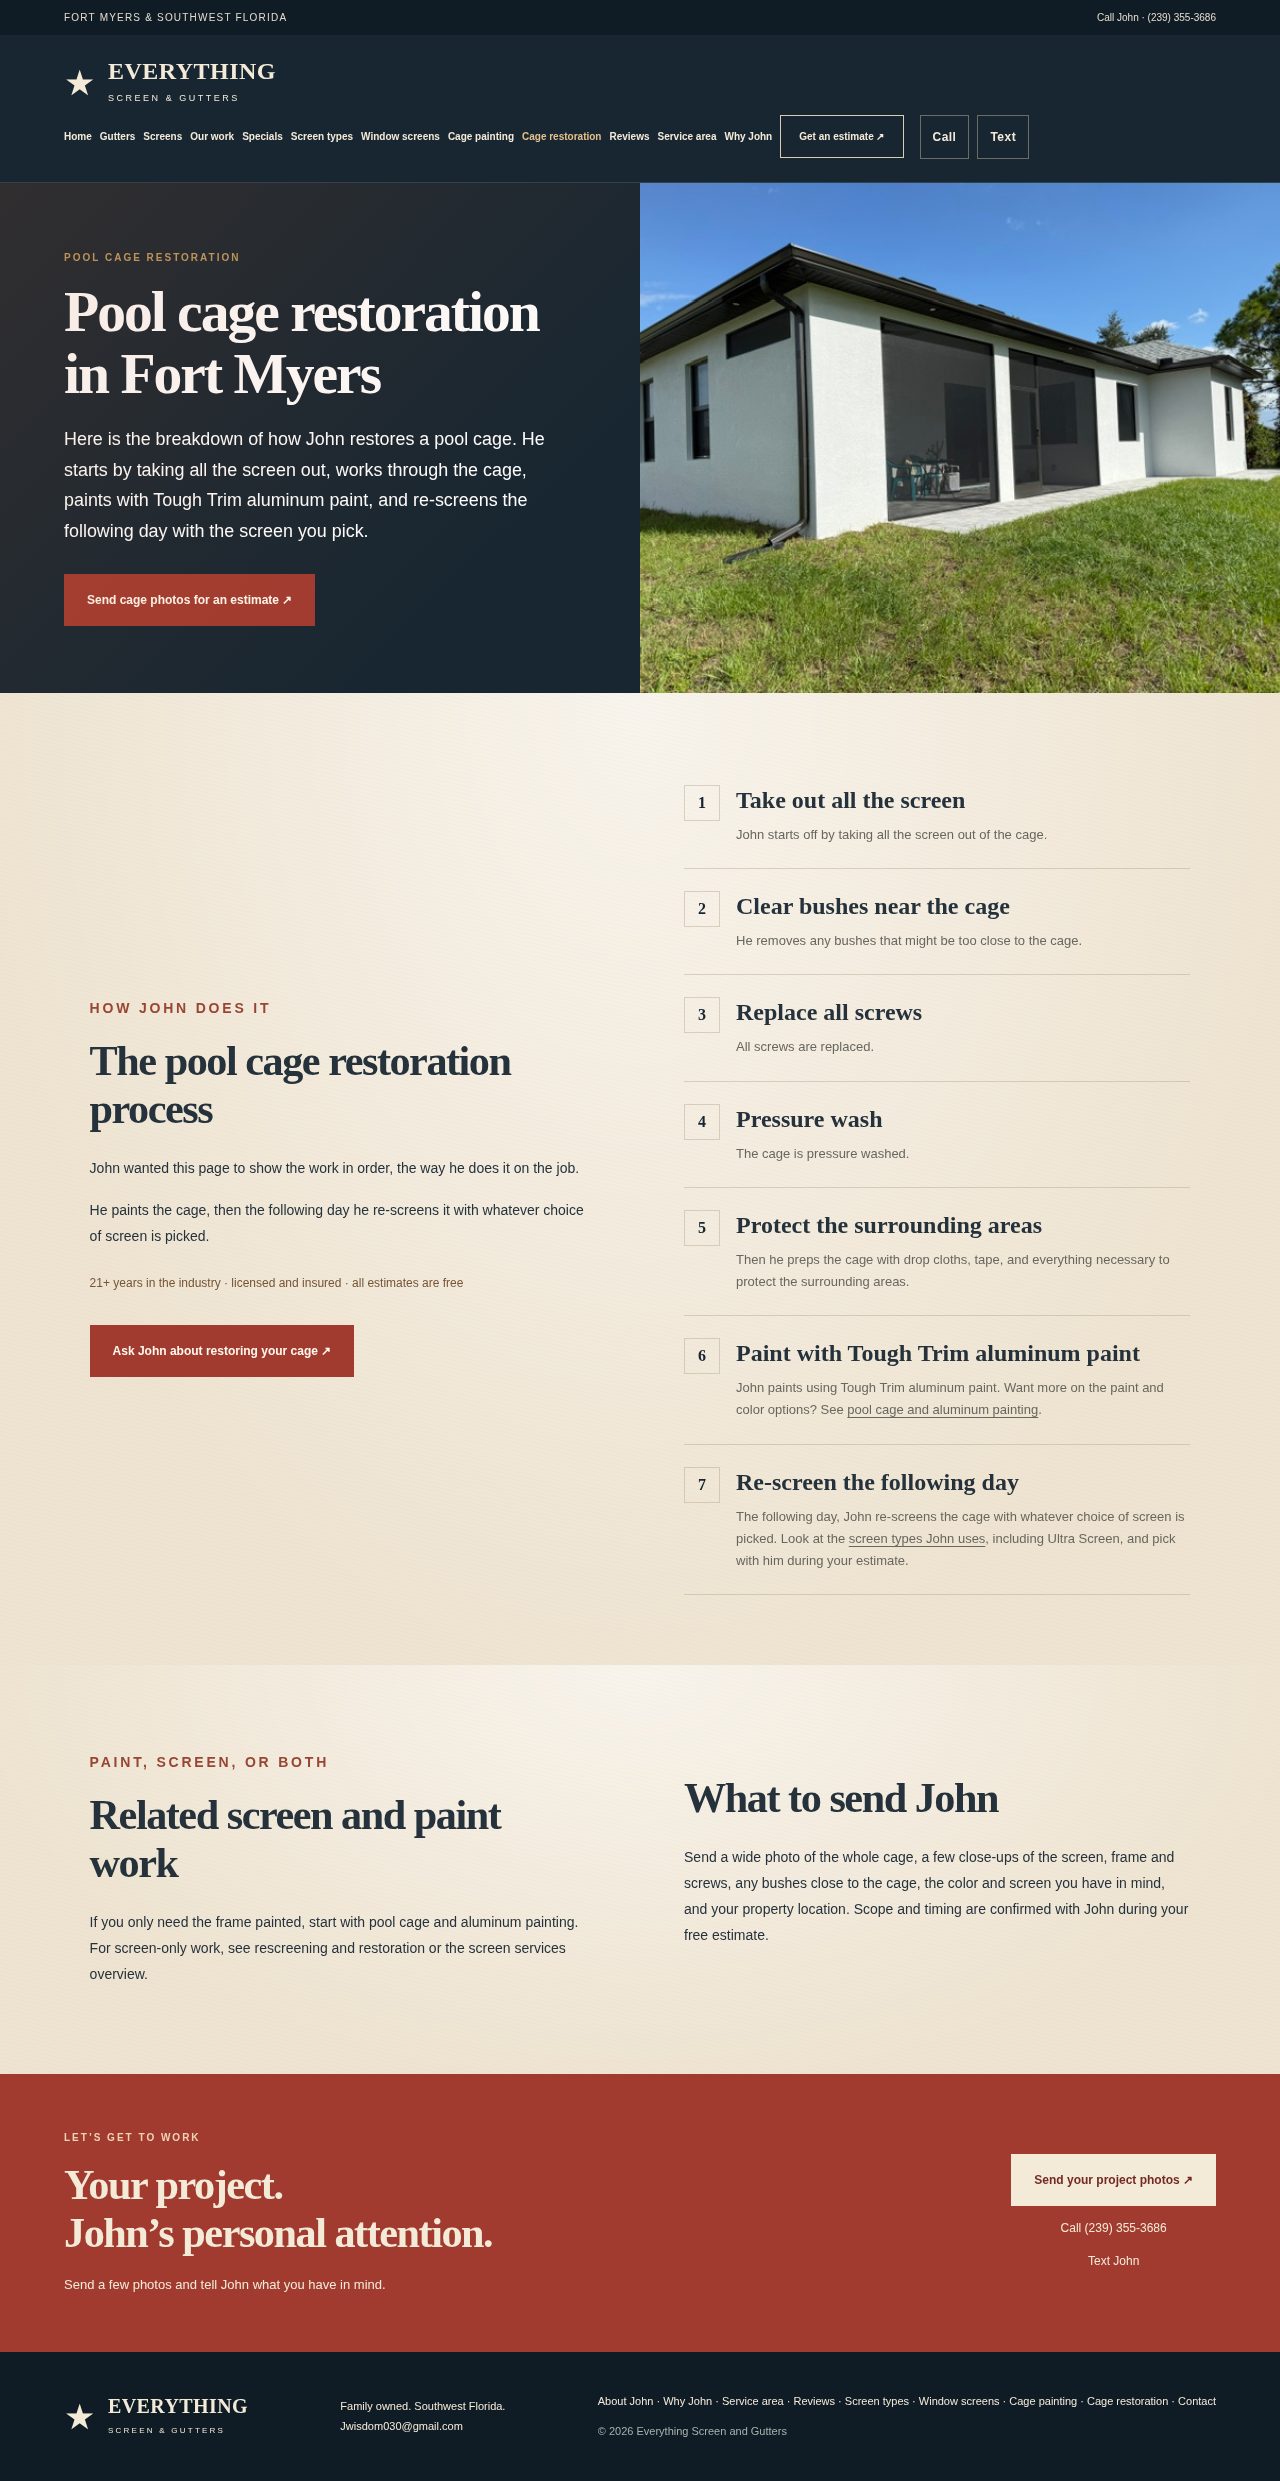 FORT MYERS & SOUTHWEST FLORIDA
Call John · (239) 355-3686
EVERYTHING
SCREEN & GUTTERS
Home Gutters Screens Our work Specials Screen types Window screens Cage painting Cage restoration Reviews Service area Why John Get an estimate ↗ Call Text
POOL CAGE RESTORATION
Pool cage restoration
in Fort Myers
Here is the breakdown of how John restores a pool cage. He
starts by taking all the screen out, works through the cage,
paints with Tough Trim aluminum paint, and re-screens the
following day with the screen you pick.
Send cage photos for an estimate ↗
HOW JOHN DOES IT
The pool cage restoration
process
John wanted this page to show the work in order, the way he does it on the job.
He paints the cage, then the following day he re-screens it with whatever choice
of screen is picked.
21+ years in the industry · licensed and insured · all estimates are free
Ask John about restoring your cage ↗
1 Take out all the screen
John starts off by taking all the screen out of the cage.
2 Clear bushes near the cage
He removes any bushes that might be too close to the cage.
3 Replace all screws
All screws are replaced.
4 Pressure wash
The cage is pressure washed.
5 Protect the surrounding areas
Then he preps the cage with drop cloths, tape, and everything necessary to
protect the surrounding areas.
6 Paint with Tough Trim aluminum paint
John paints using Tough Trim aluminum paint. Want more on the paint and
color options? See pool cage and aluminum painting.
7 Re-screen the following day
The following day, John re-screens the cage with whatever choice of screen is
picked. Look at the screen types John uses, including Ultra Screen, and pick
with him during your estimate.
PAINT, SCREEN, OR BOTH
Related screen and paint
work
If you only need the frame painted, start with pool cage and aluminum painting.
For screen-only work, see rescreening and restoration or the screen services
overview.
What to send John
Send a wide photo of the whole cage, a few close-ups of the screen, frame and
screws, any bushes close to the cage, the color and screen you have in mind,
and your property location. Scope and timing are confirmed with John during your
free estimate.
LET’S GET TO WORK
Your project.
John’s personal attention.
Send a few photos and tell John what you have in mind.
Send your project photos ↗
Call (239) 355-3686
Text John
EVERYTHING
SCREEN & GUTTERS
Family owned. Southwest Florida.
Jwisdom030@gmail.com
About John · Why John · Service area · Reviews · Screen types · Window screens · Cage painting · Cage restoration · Contact
© 2026 Everything Screen and Gutters